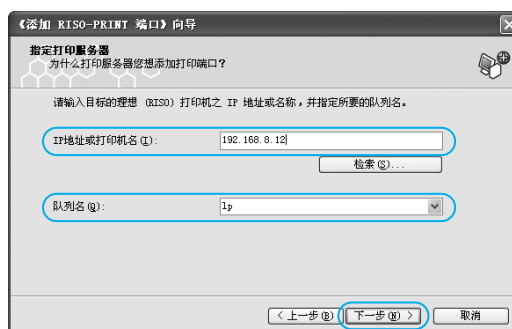 《添加 RISO-PRINT 端口》向导
指定打印服务器
为什么打印服务器您想添加打印端口?
请输入目标的理想 (RISO) 打印机之 IP 地址或名称，并指定所要的队列名。
IP地址或打印机名(I): 192.168.8.12
检索(S)...
队列名(Q): lp
< 上一步(B) 下一步(N) > 取消